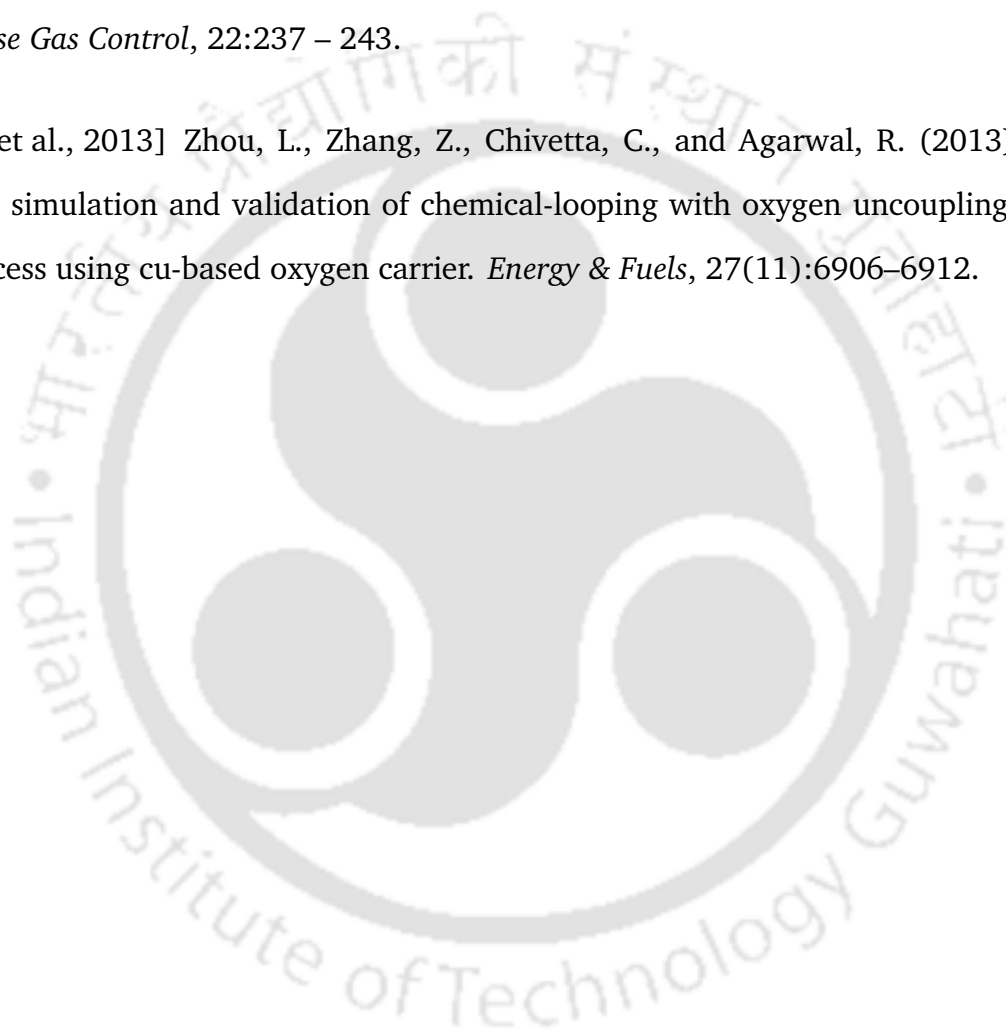 se Gas Control, 22:237 – 243.
et al., 2013] Zhou, L., Zhang, Z., Chivetta, C., and Agarwal, R. (2013)
simulation and validation of chemical-looping with oxygen uncoupling
cess using cu-based oxygen carrier. Energy & Fuels, 27(11):6906–6912.
भारतीय प्रौद्योगिकी संस्थान गुवाहाटी
Indian Institute of Technology Guwahati